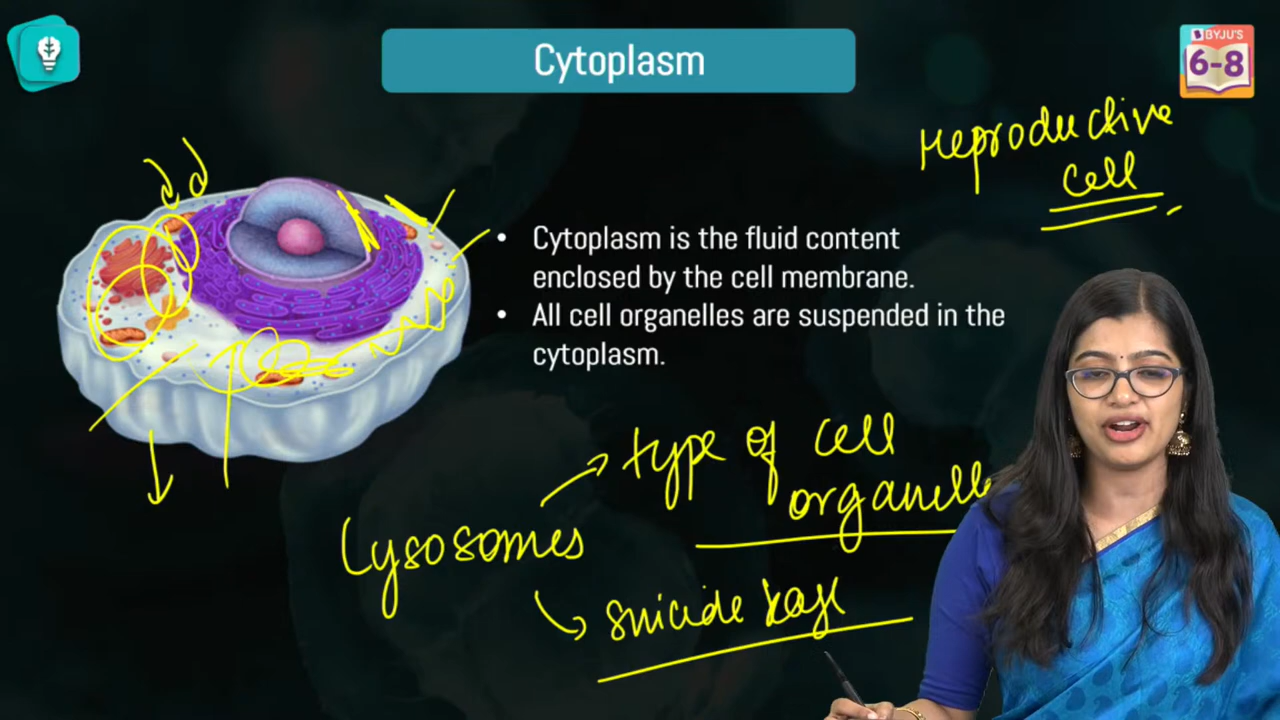 Cytoplasm
BYJU'S
6-8
Reproductive
cell
• Cytoplasm is the fluid content
enclosed by the cell membrane.
• All cell organelles are suspended in the
cytoplasm.
type of cell
organelle
Lysosomes
suicide bags